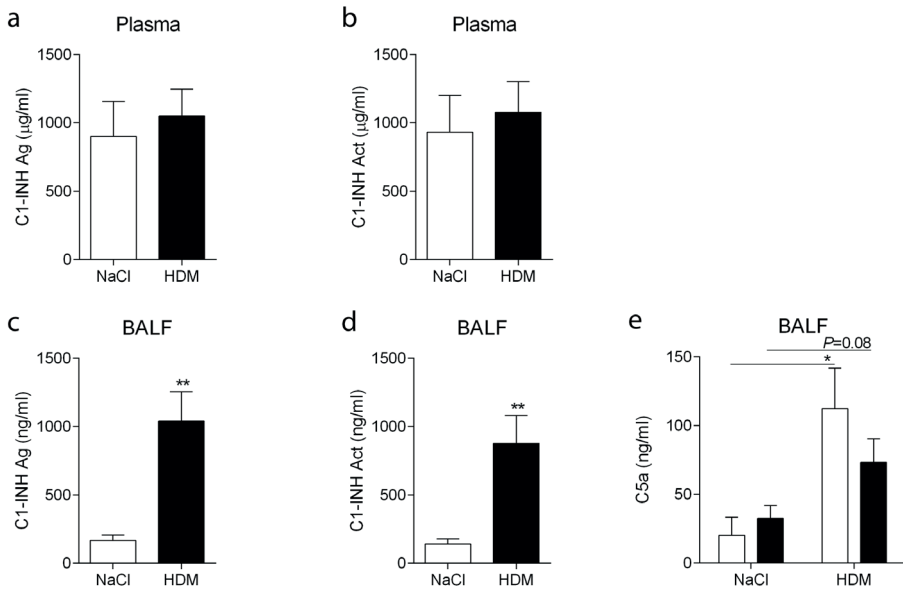 a
Plasma
C1-INH Ag (μg/ml)
1500
1000
500
0
NaCl
HDM
b
Plasma
C1-INH Act (μg/ml)
1500
1000
500
0
NaCl
HDM
c
BALF
C1-INH Ag (ng/ml)
1500
1000
500
0
**
NaCl
HDM
d
BALF
C1-INH Act (ng/ml)
1500
1000
500
0
**
NaCl
HDM
e
BALF
P=0.08
*
C5a (ng/ml)
150
100
50
0
NaCl
HDM